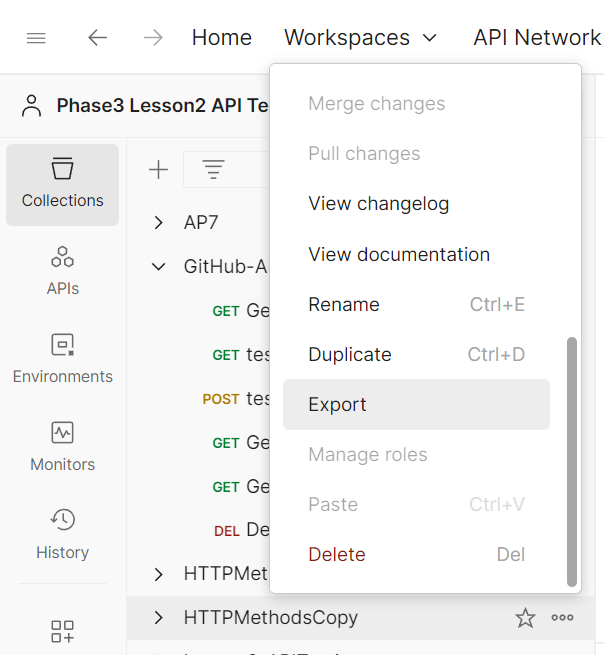 Home Workspaces API Network
Phase3 Lesson2 API Te
Collections
APIs
Environments
Monitors
History
AP7
GitHub-A
GET Ge
GET tes
POST tes
GET Ge
GET Ge
DEL De
HTTPMet
HTTPMethodsCopy
Merge changes
Pull changes
View changelog
View documentation
Rename Ctrl+E
Duplicate Ctrl+D
Export
Manage roles
Paste Ctrl+V
Delete Del